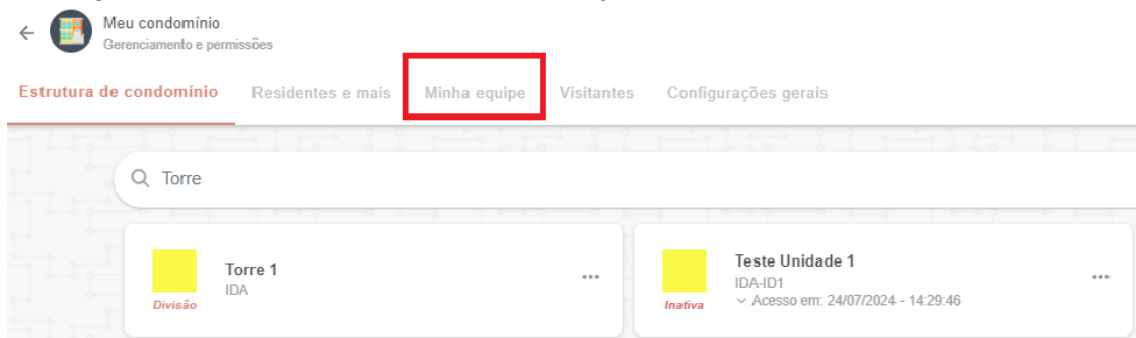 Meu condomínio
Gerenciamento e permissões
Estrutura de condomínio Residentes e mais Minha equipe Visitantes Configurações gerais
Torre
Torre 1
IDA
Divisão
Teste Unidade 1
IDA-ID1
Acesso em: 24/07/2024 - 14:29:46
Inativa